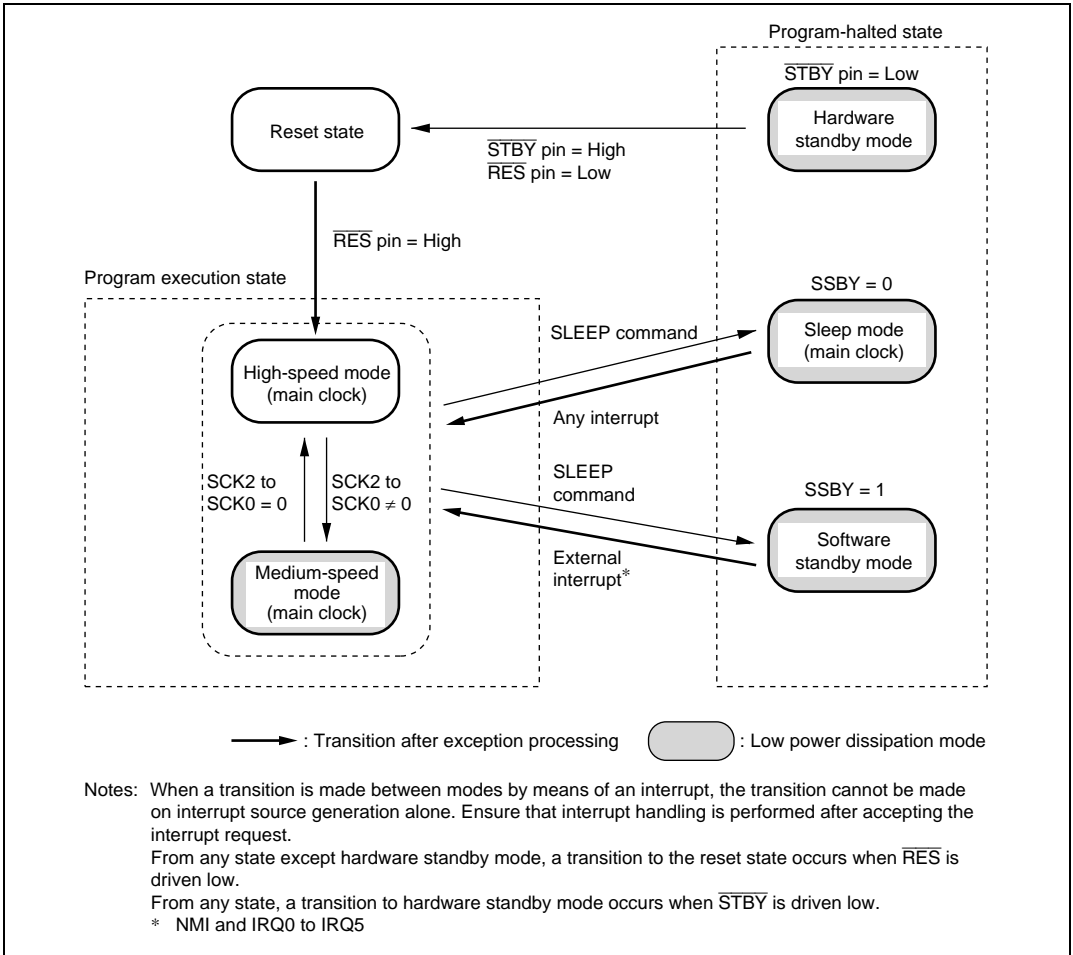 Program-halted state
STBY pin = Low
Hardware
standby mode
Reset state
STBY pin = High
RES pin = Low
RES pin = High
Program execution state
SSBY = 0
Sleep mode
(main clock)
SLEEP command
Any interrupt
High-speed mode
(main clock)
SCK2 to
SCK0 = 0
SCK2 to
SCK0 ≠ 0
SLEEP
command
External
interrupt*
SSBY = 1
Software
standby mode
Medium-speed
mode
(main clock)
: Transition after exception processing
: Low power dissipation mode
Notes: When a transition is made between modes by means of an interrupt, the transition cannot be made
on interrupt source generation alone. Ensure that interrupt handling is performed after accepting the
interrupt request.
From any state except hardware standby mode, a transition to the reset state occurs when RES is
driven low.
From any state, a transition to hardware standby mode occurs when STBY is driven low.
* NMI and IRQ0 to IRQ5